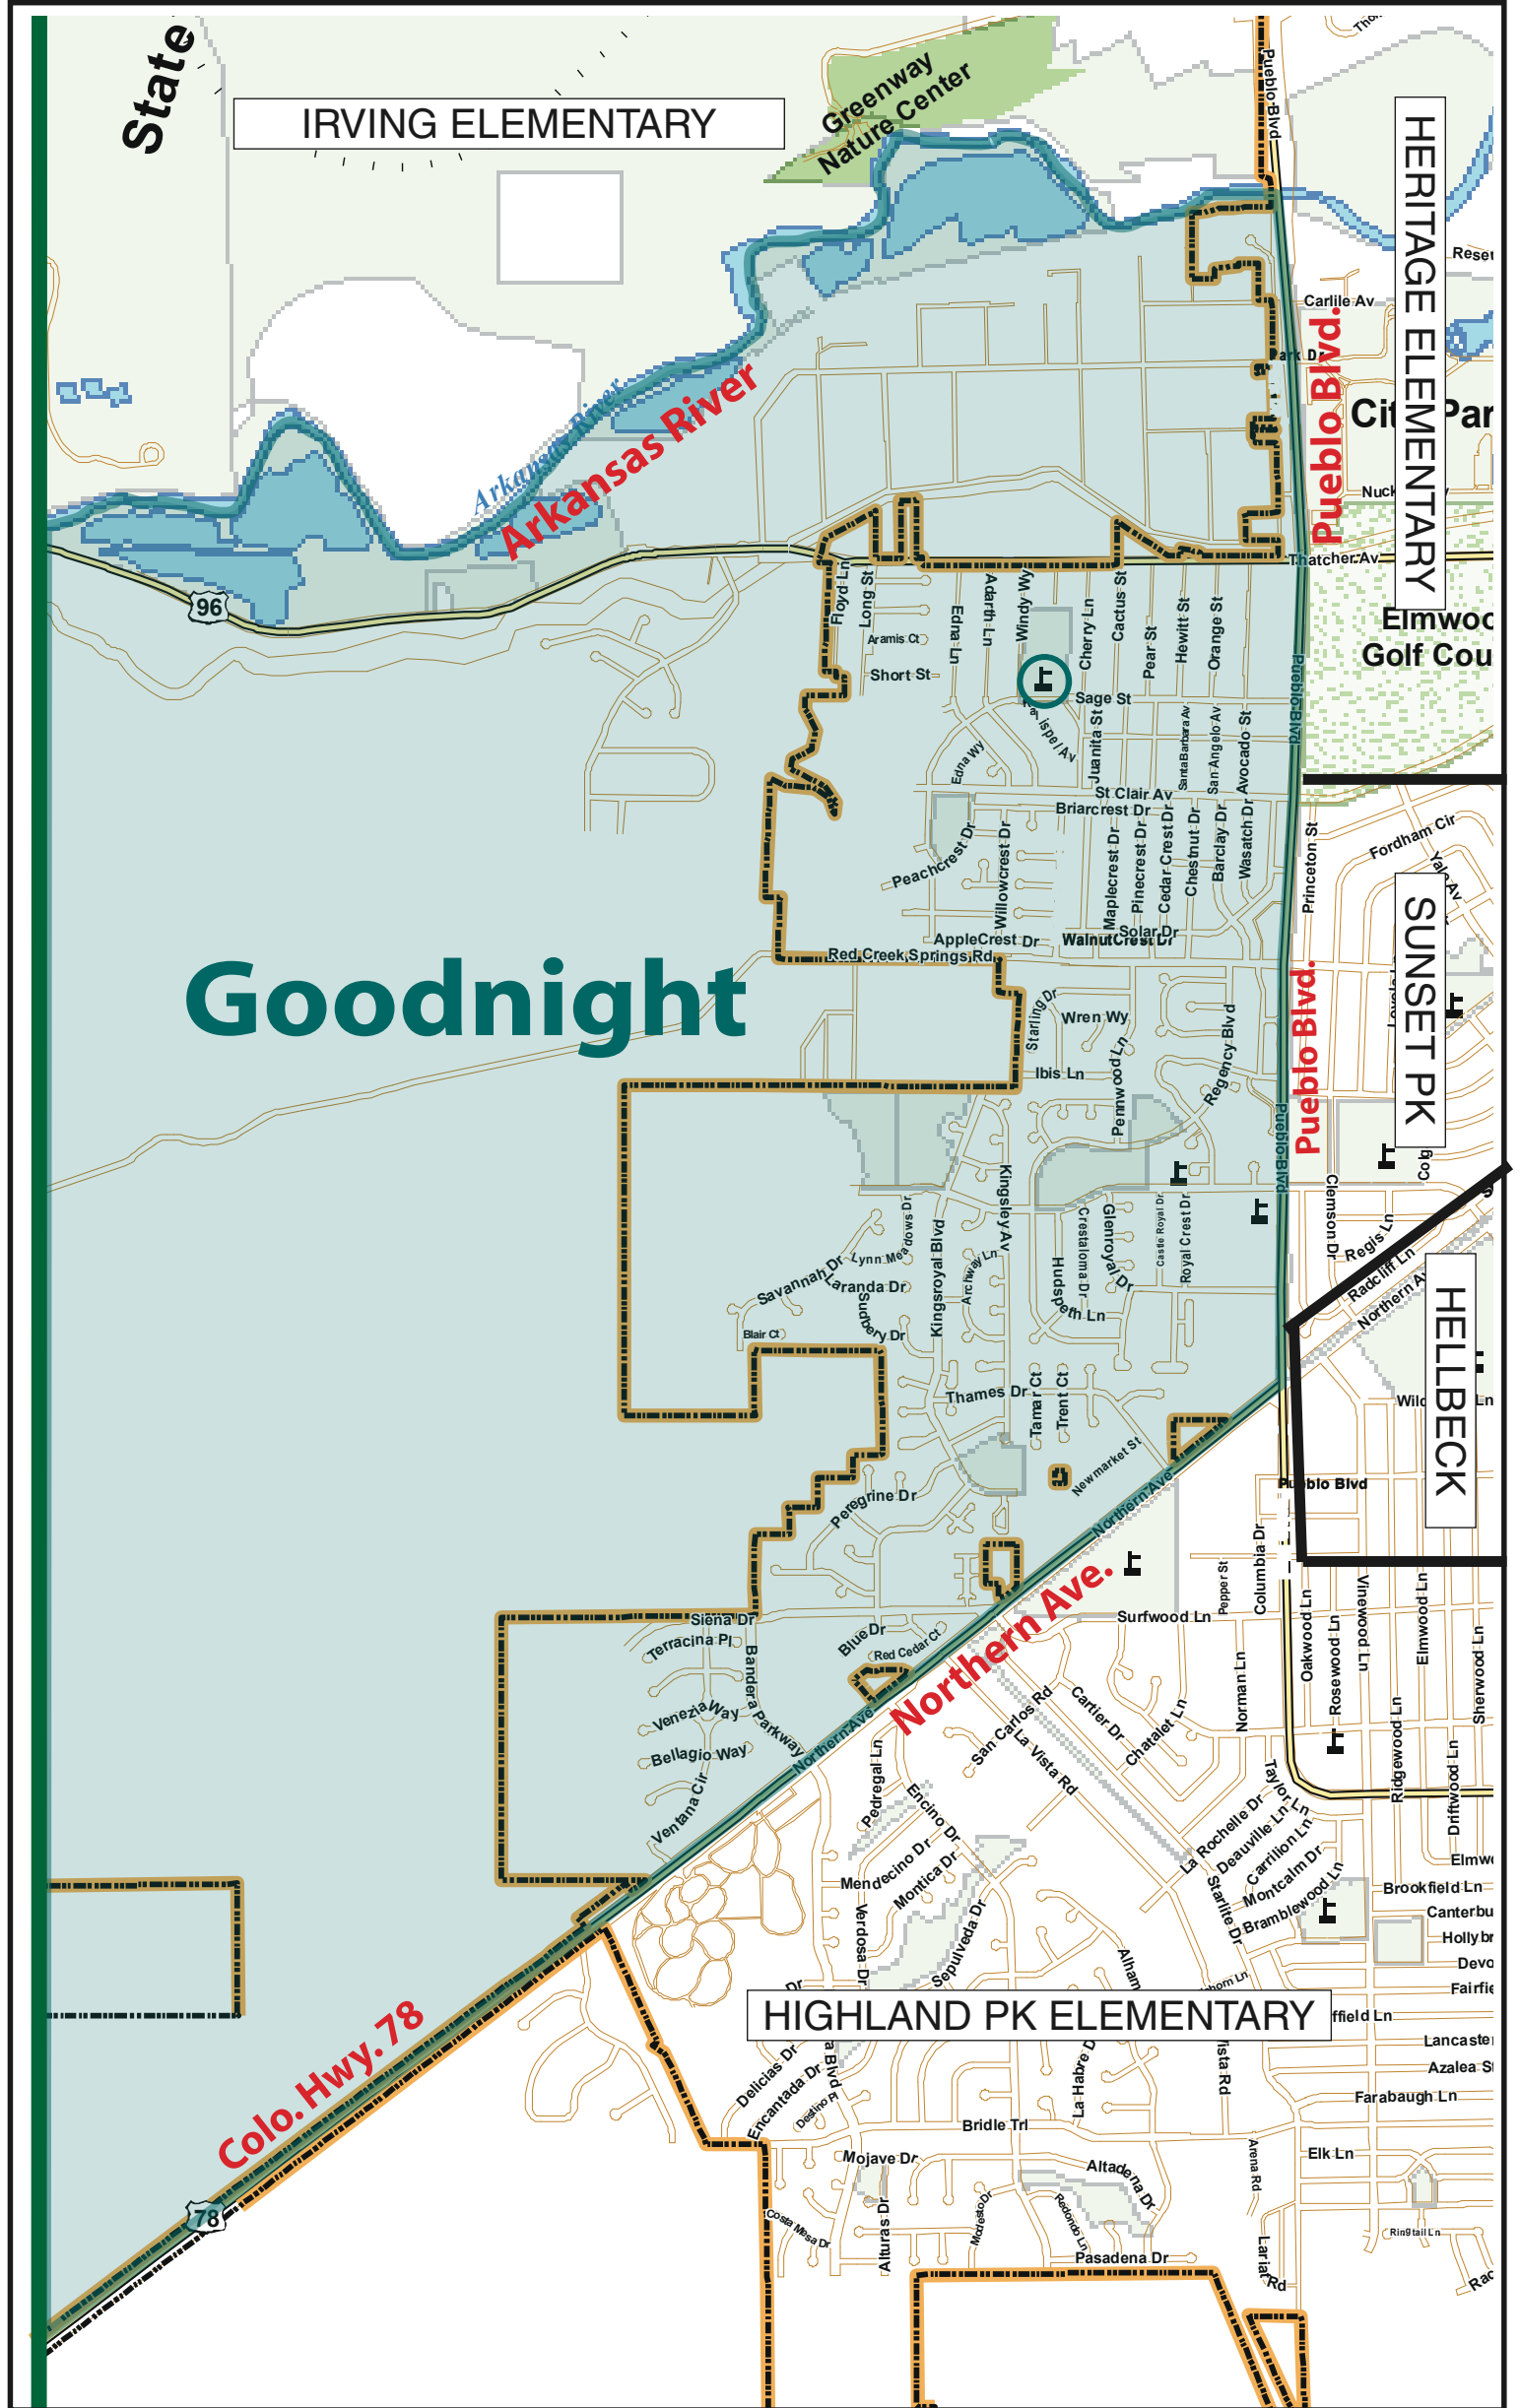 State
IRVING ELEMENTARY
Greenway
Nature Center
Pueblo Blvd
HERITAGE ELEMENTARY
Carlile Av
Park Dr
Pueblo Blvd.
Arkansas River
Arkansas River
Thatcher Av
96
Floyd Ln
Long St
Aramis Ct
Short St
Edna Ln
Adarth Ln
Windy Wy
Cherry Ln
Cactus St
Pear St
Hewitt St
Orange St
Sage St
Pueblo Blvd
Edna Wy
Juanita St
Santa Barbara Av
San Angelo Av
Avocado St
St Clair Av
Briarcrest Dr
Peachcrest Dr
Willowcrest Dr
Maplecrest Dr
Pinecrest Dr
Cedar Crest Dr
Chestnut Dr
Barclay Dr
Wasatch Dr
Princeton St
Fordham Cir
Yale Av
SUNSET PK
Solar Dr
AppleCrest Dr
WalnutCrest Dr
Red Creek Springs Rd
Goodnight
Starling Dr
Wren Wy
Ibis Ln
Pennwood Ln
Regency Blvd
Pueblo Blvd.
Pueblo Blvd
Kingsley Av
Lynn Meadows Dr
Savannah Dr
Laranda Dr
Sudbery Dr
Blair Ct
Kingsroyal Blvd
Archway Ln
Hudspeth Ln
Crestaloma Dr
Glenroyal Dr
Castle Royal Dr
Royal Crest Dr
Clemson Dr
Regis Ln
Radcliff Ln
HELLBECK
Thames Dr
Tamar Ct
Trent Ct
Newmarket St
Northern Ave
Pueblo Blvd
Peregrine Dr
Northern Ave.
Siena Dr
Terracina Pl
Bandera Parkway
Blue Dr
Red Cedar Ct
Venezia Way
Bellagio Way
Ventana Cir
Northern Ave
Surfwood Ln
Pepper St
Columbia Dr
Oakwood Ln
Rosewood Ln
Vinewood Ln
Elmwood Ln
Sherwood Ln
Norman Ln
Ridgewood Ln
Driftwood Ln
San Carlos Rd
La Vista Rd
Cartier Dr
Chatalet Ln
Taylor Ln
Pedregal Ln
Encino Dr
Mendecino Dr
Montica Dr
Verdosa Dr
Sepulveda Dr
La Rochelle Dr
Deauville Ln
Carrilion Ln
Montcalm Dr
Bramblewood Ln
Starlite Dr
Brookfield Ln
HIGHLAND PK ELEMENTARY
Colo. Hwy. 78
78
Delicias Dr
Encantada Dr
Destino Pl
Bridle Trl
Farabaugh Ln
Elk Ln
Arena Rd
Mojave Dr
Alturas Dr
Costa Mesa Dr
Modesto Dr
Redondo Ln
Altadena Dr
Pasadena Dr
Lariat Rd
Ringtail Ln